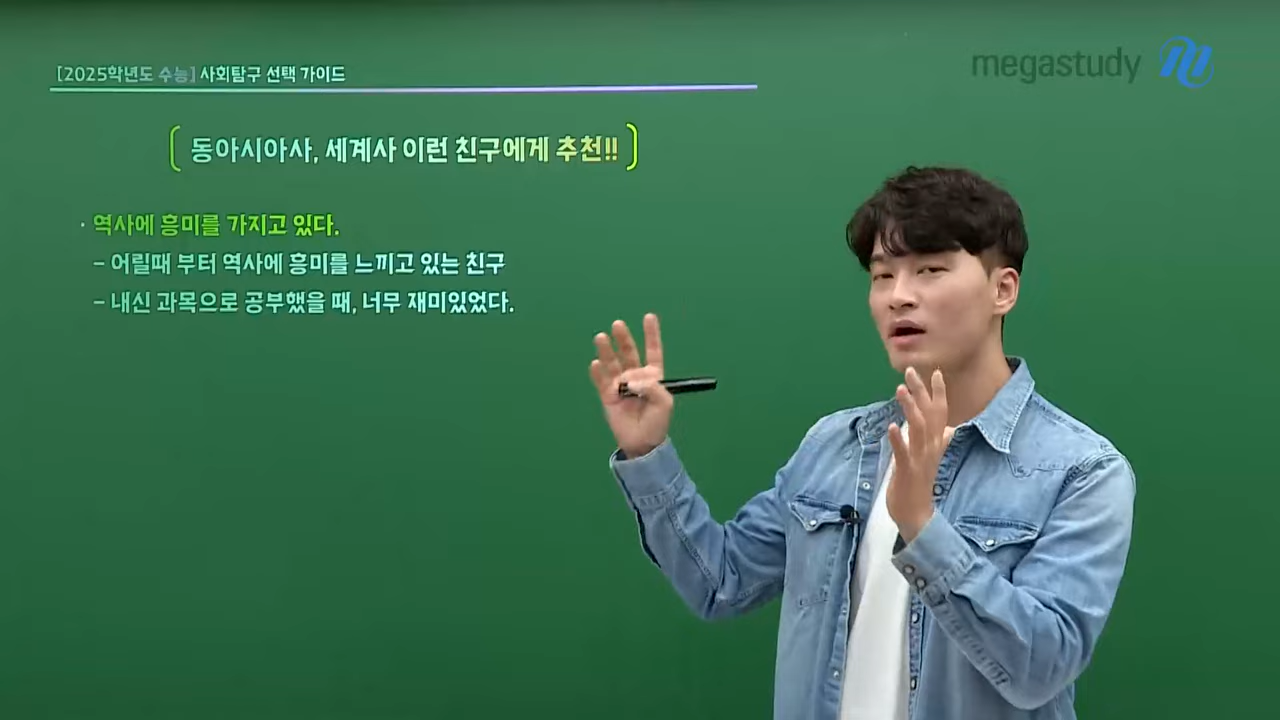 [2025학년도 수능] 사회탐구 선택 가이드
megastudy
동아시아사, 세계사 이런 친구에게 추천!!
· 역사에 흥미를 가지고 있다.
– 어릴때 부터 역사에 흥미를 느끼고 있는 친구
– 내신 과목으로 공부했을 때, 너무 재미있었다.